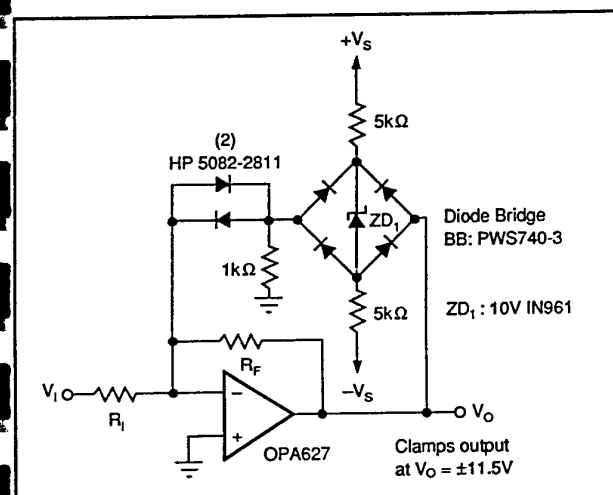 +VS
5kΩ
(2)
HP 5082-2811
ZD1
Diode Bridge
BB: PWS740-3
1kΩ
5kΩ
ZD1 : 10V IN961
RF
−VS
VI
RI
−
+
OPA627
VO
Clamps output
at VO = ±11.5V